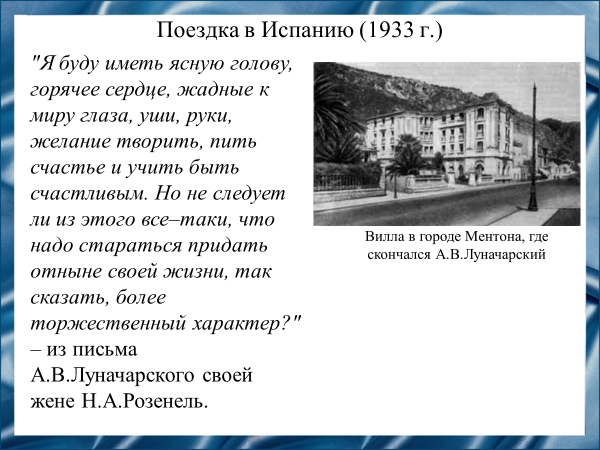 Поездка в Испанию (1933 г.)
"Я буду иметь ясную голову,
горячее сердце, жадные к
миру глаза, уши, руки,
желание творить, пить
счастье и учить быть
счастливым. Но не следует
ли из этого все–таки, что
надо стараться придать
отныне своей жизни, так
сказать, более
торжественный характер?"
– из письма
А.В.Луначарского своей
жене Н.А.Розенель.
Вилла в городе Ментона, где
скончался А.В.Луначарский